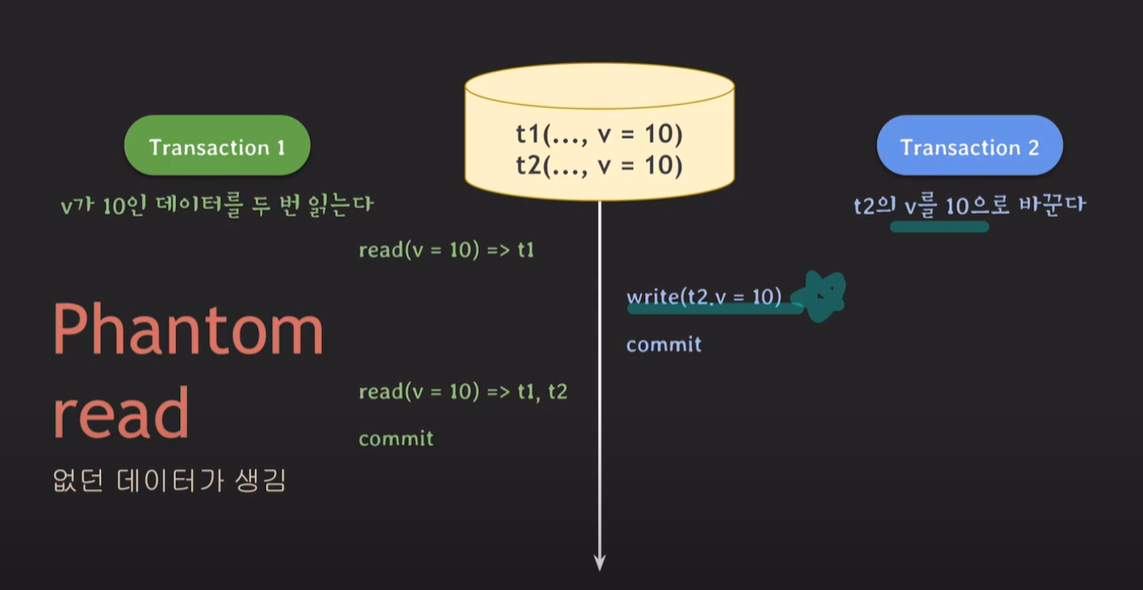 t1(..., v = 10)
t2(..., v = 10)
Transaction 1
v가 10인 데이터를 두 번 읽는다
Transaction 2
t2의 v를 10으로 바꾼다
read(v = 10) => t1
write(t2.v = 10)
commit
Phantom
read
없던 데이터가 생김
read(v = 10) => t1, t2
commit